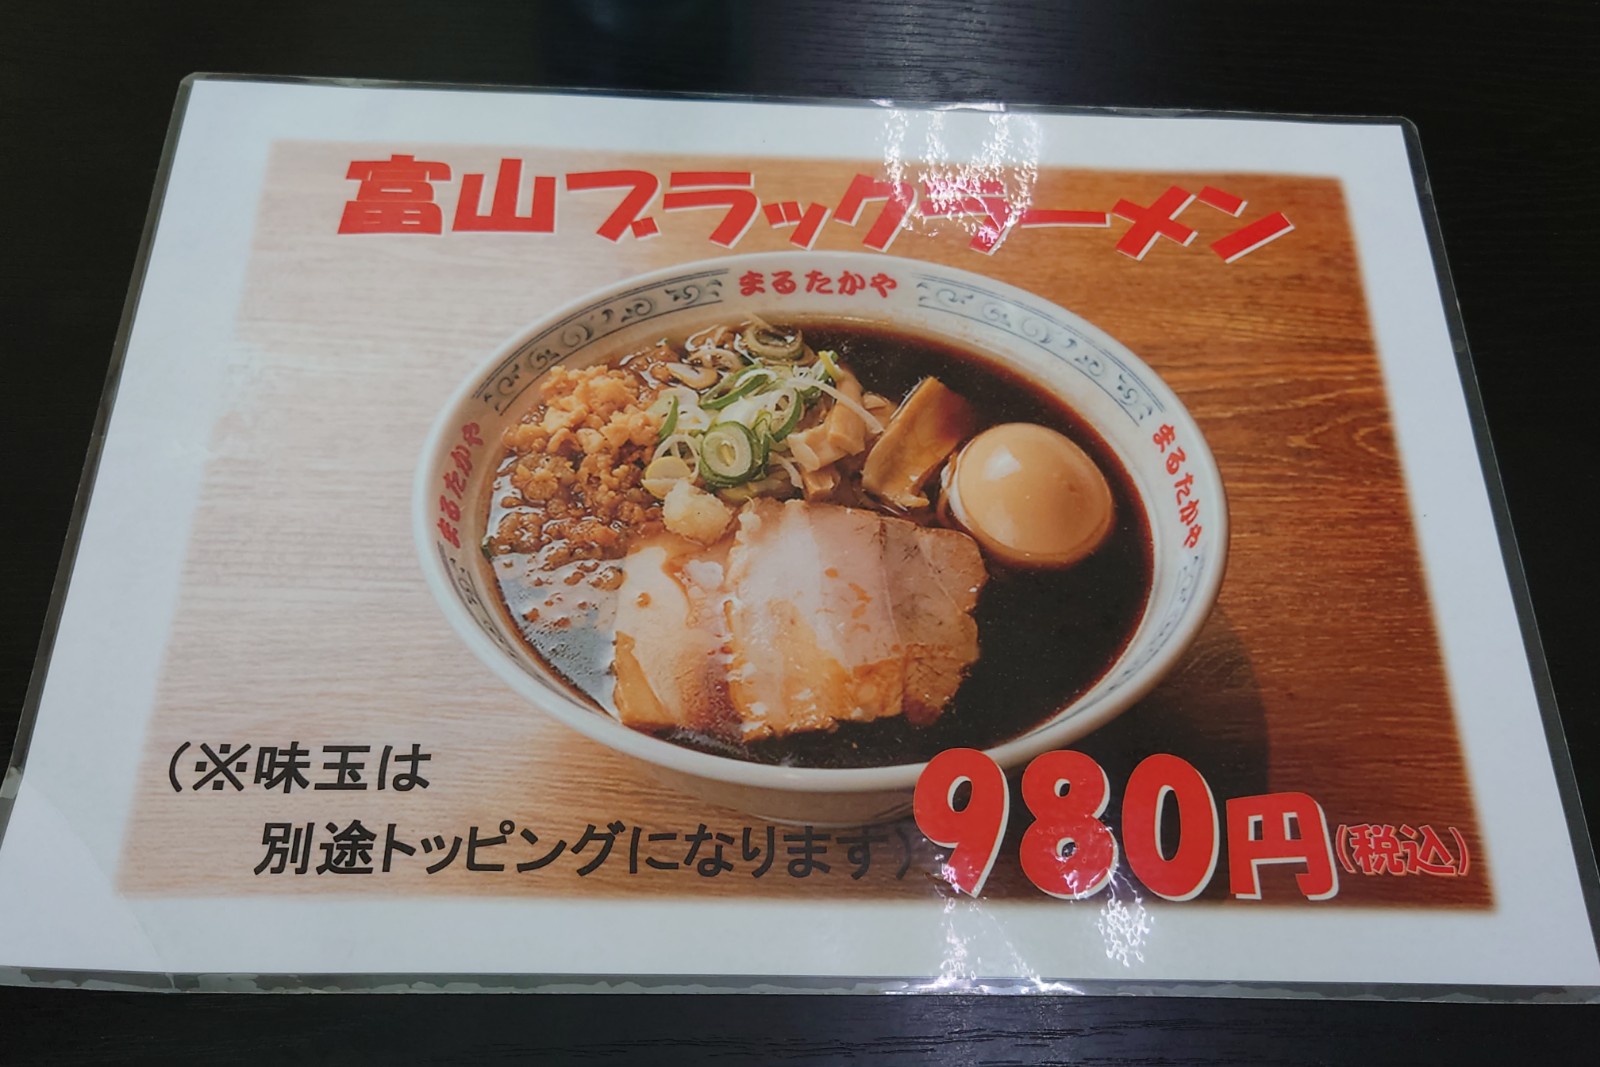 富山ブラックラーメン
まるたかや
まるたかや
まるたかや
（※味玉は
別途トッピングになります）
980円(税込)